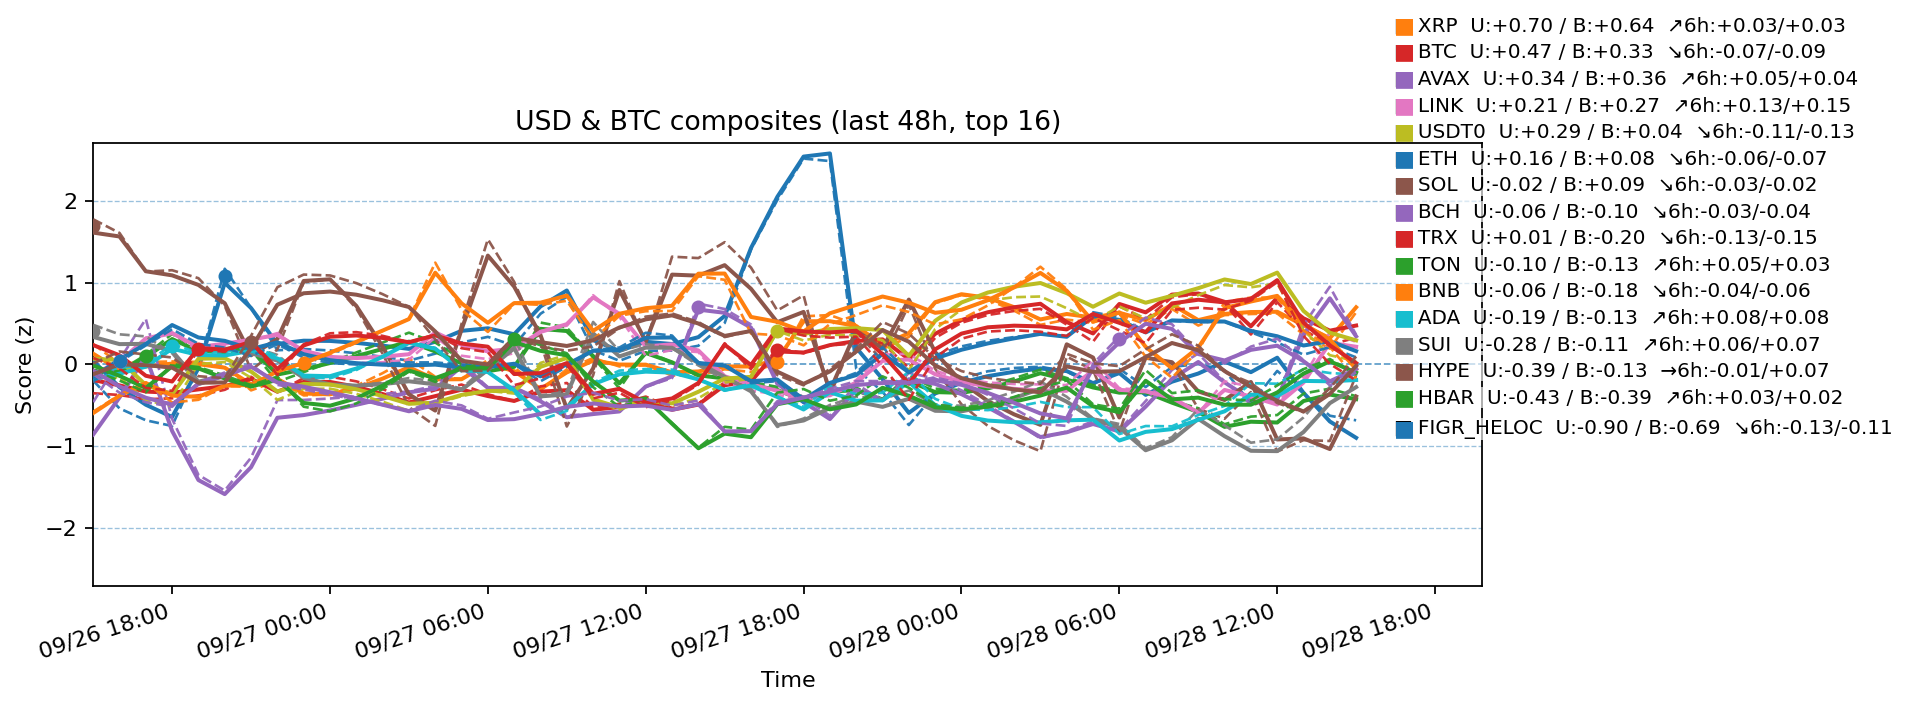 XRP U:+0.70 / B:+0.64 ↗6h:+0.03/+0.03
BTC U:+0.47 / B:+0.33 ↘6h:-0.07/-0.09
AVAX U:+0.34 / B:+0.36 ↗6h:+0.05/+0.04
LINK U:+0.21 / B:+0.27 ↗6h:+0.13/+0.15
USDT0 U:+0.29 / B:+0.04 ↘6h:-0.11/-0.13
ETH U:+0.16 / B:+0.08 ↘6h:-0.06/-0.07
SOL U:-0.02 / B:+0.09 ↘6h:-0.03/-0.02
BCH U:-0.06 / B:-0.10 ↘6h:-0.03/-0.04
TRX U:+0.01 / B:-0.20 ↘6h:-0.13/-0.15
TON U:-0.10 / B:-0.13 ↗6h:+0.05/+0.03
BNB U:-0.06 / B:-0.18 ↘6h:-0.04/-0.06
ADA U:-0.19 / B:-0.13 ↗6h:+0.08/+0.08
SUI U:-0.28 / B:-0.11 ↗6h:+0.06/+0.07
HYPE U:-0.39 / B:-0.13 →6h:-0.01/+0.07
HBAR U:-0.43 / B:-0.39 ↗6h:+0.03/+0.02
FIGR_HELOC U:-0.90 / B:-0.69 ↘6h:-0.13/-0.11
USD & BTC composites (last 48h, top 16)
Score (z)
2
1
0
−1
−2
09/26 18:00
09/27 00:00
09/27 06:00
09/27 12:00
09/27 18:00
09/28 00:00
09/28 06:00
09/28 12:00
09/28 18:00
Time